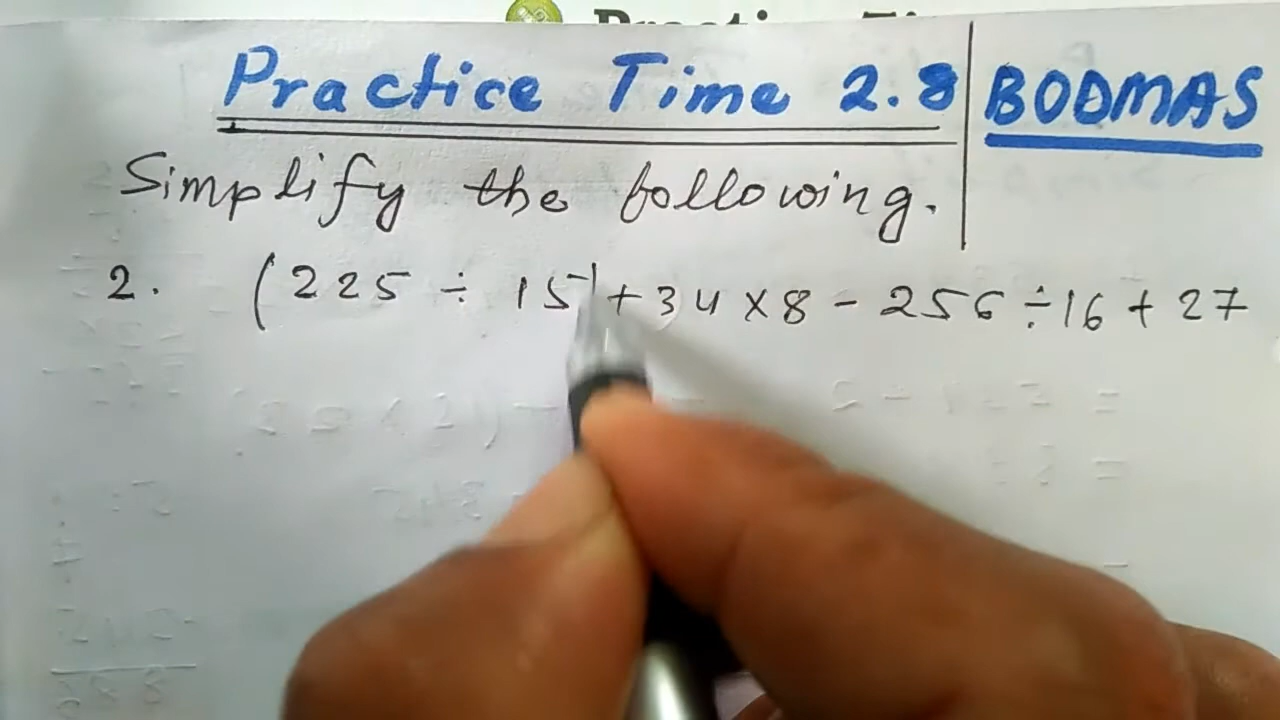 Practice Time 2.8 BODMAS
Simplify the following.
2. (225 ÷ 15) + 34 × 8 - 256 ÷ 16 + 27